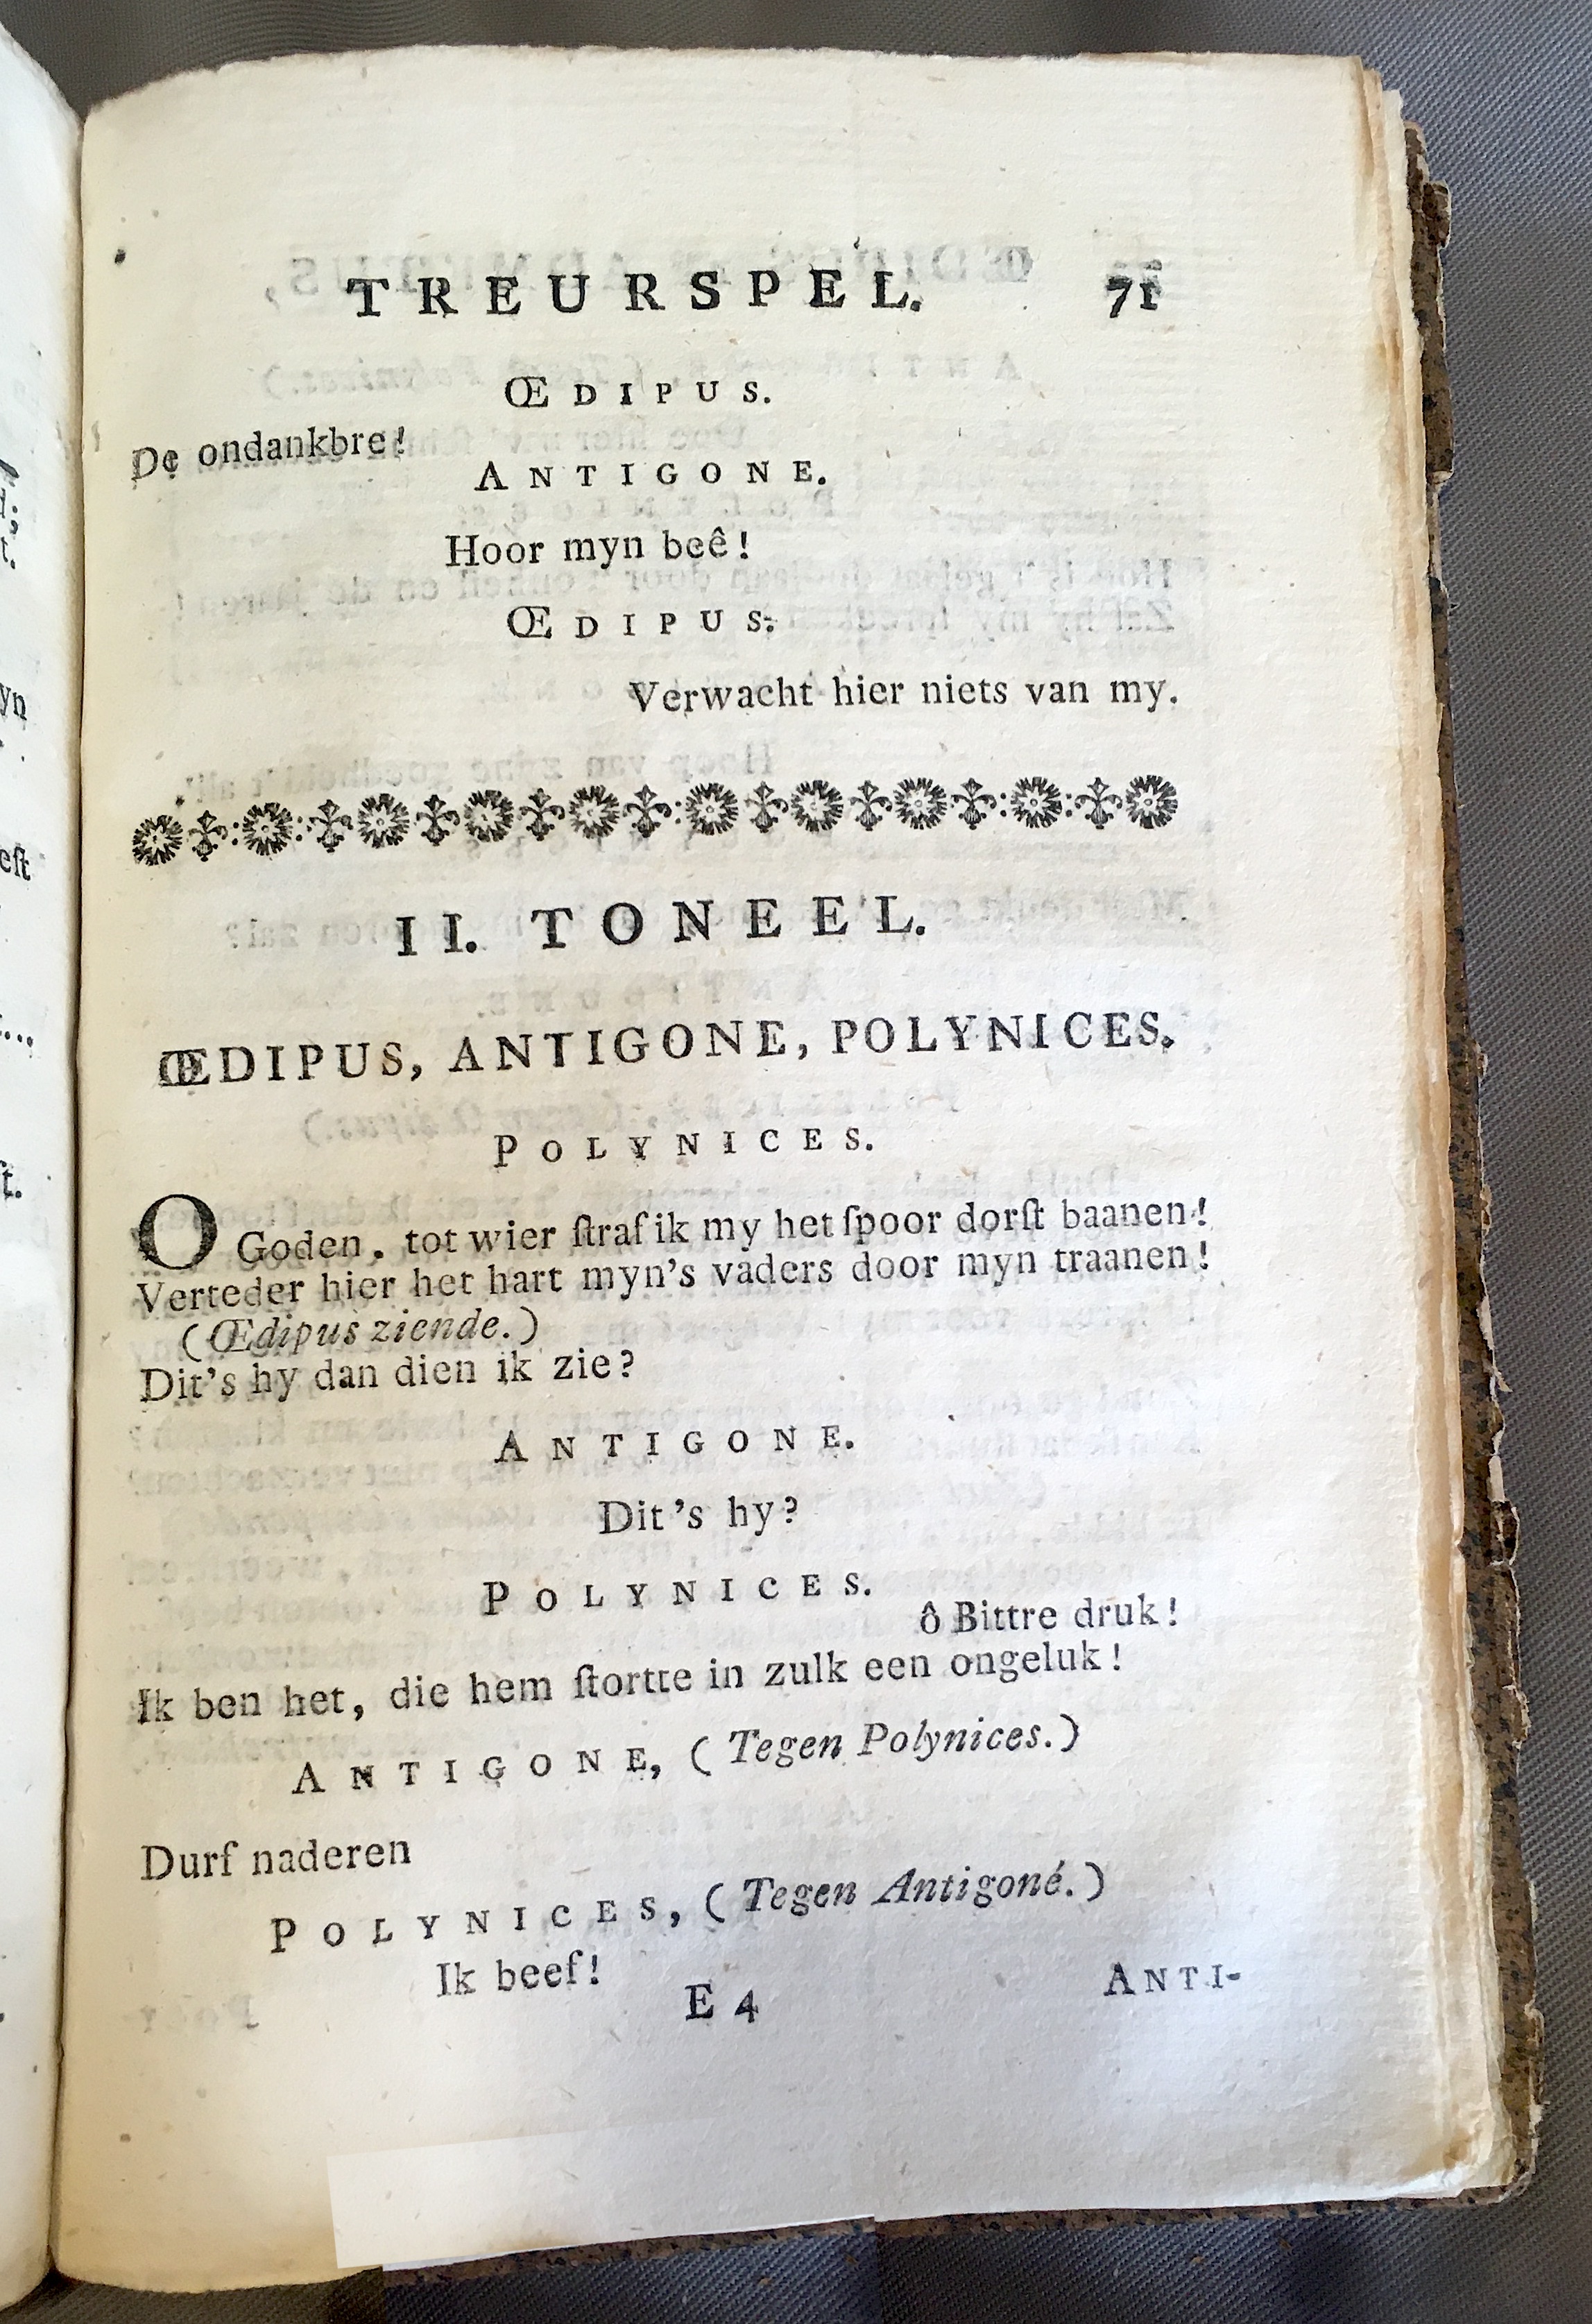 TREURSPEL. 71
ŒDIPUS.
De ondankbre!
ANTIGONE.
Hoor myn beê!
ŒDIPUS.
Verwacht hier niets van my.
II. TONEEL.
ŒDIPUS, ANTIGONE, POLYNICES.
POLYNICES.
O Goden, tot wier ſtraf ik my het ſpoor dorſt baanen!
Verteder hier het hart myn's vaders door myn traanen!
(Œdipus ziende.)
Dit's hy dan dien ik zie?
ANTIGONE.
Dit's hy?
POLYNICES.
ô Bittre druk!
Ik ben het, die hem ſtortte in zulk een ongeluk!
ANTIGONE, (Tegen Polynices.)
Durf naderen
POLYNICES, (Tegen Antigoné.)
Ik beef!
E 4 ANTI-